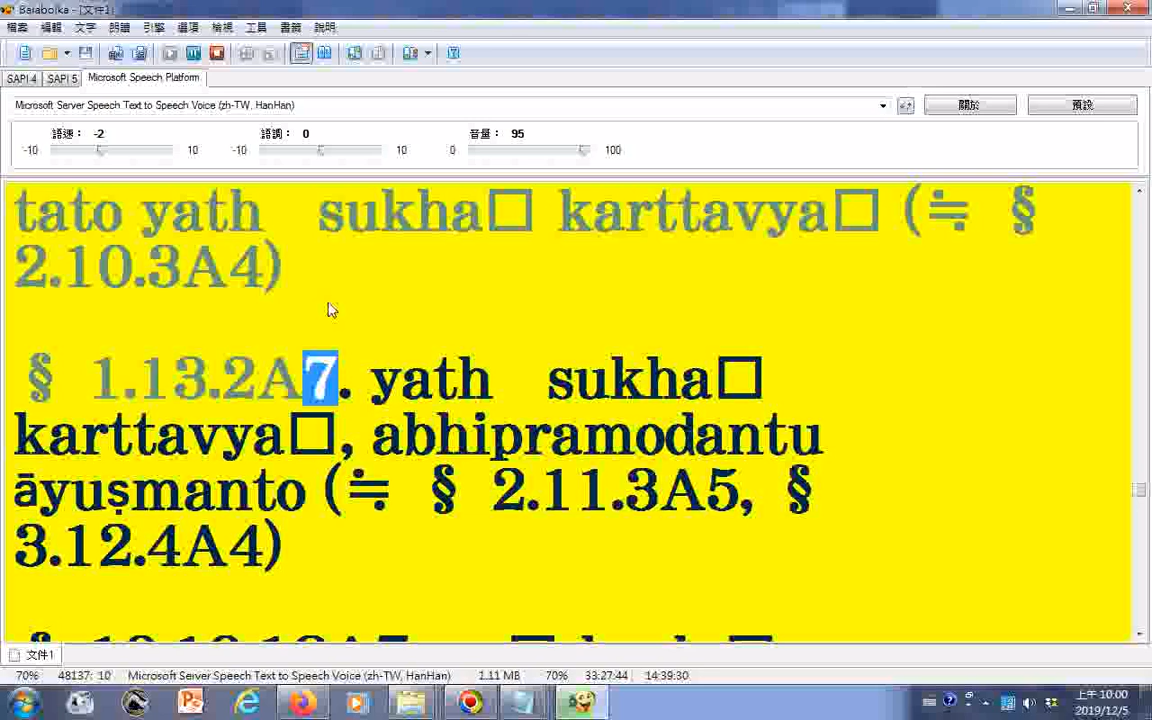 Balabolka - [文件1]
檔案 編輯 文字 朗讀 引擎 選項 檢視 工具 書籤 說明
SAPI 4 SAPI 5 Microsoft Speech Platform
Microsoft Server Speech Text to Speech Voice (zh-TW, HanHan) 關於 預設
語速： -2 語調： 0 音量： 95
-10 10 -10 10 0 100
tato yath sukha□ karttavya□ (≒ §
2.10.3A4)
§ 1.13.2A7. yath sukha□
karttavya□, abhipramodantu
āyuṣmanto (≒ § 2.11.3A5, §
3.12.4A4)
文件1
70% 48137: 10 Microsoft Server Speech Text to Speech Voice (zh-TW, HanHan) 1.11 MB 70% 33:27:44 14:39:30
上午 10:00
2019/12/5